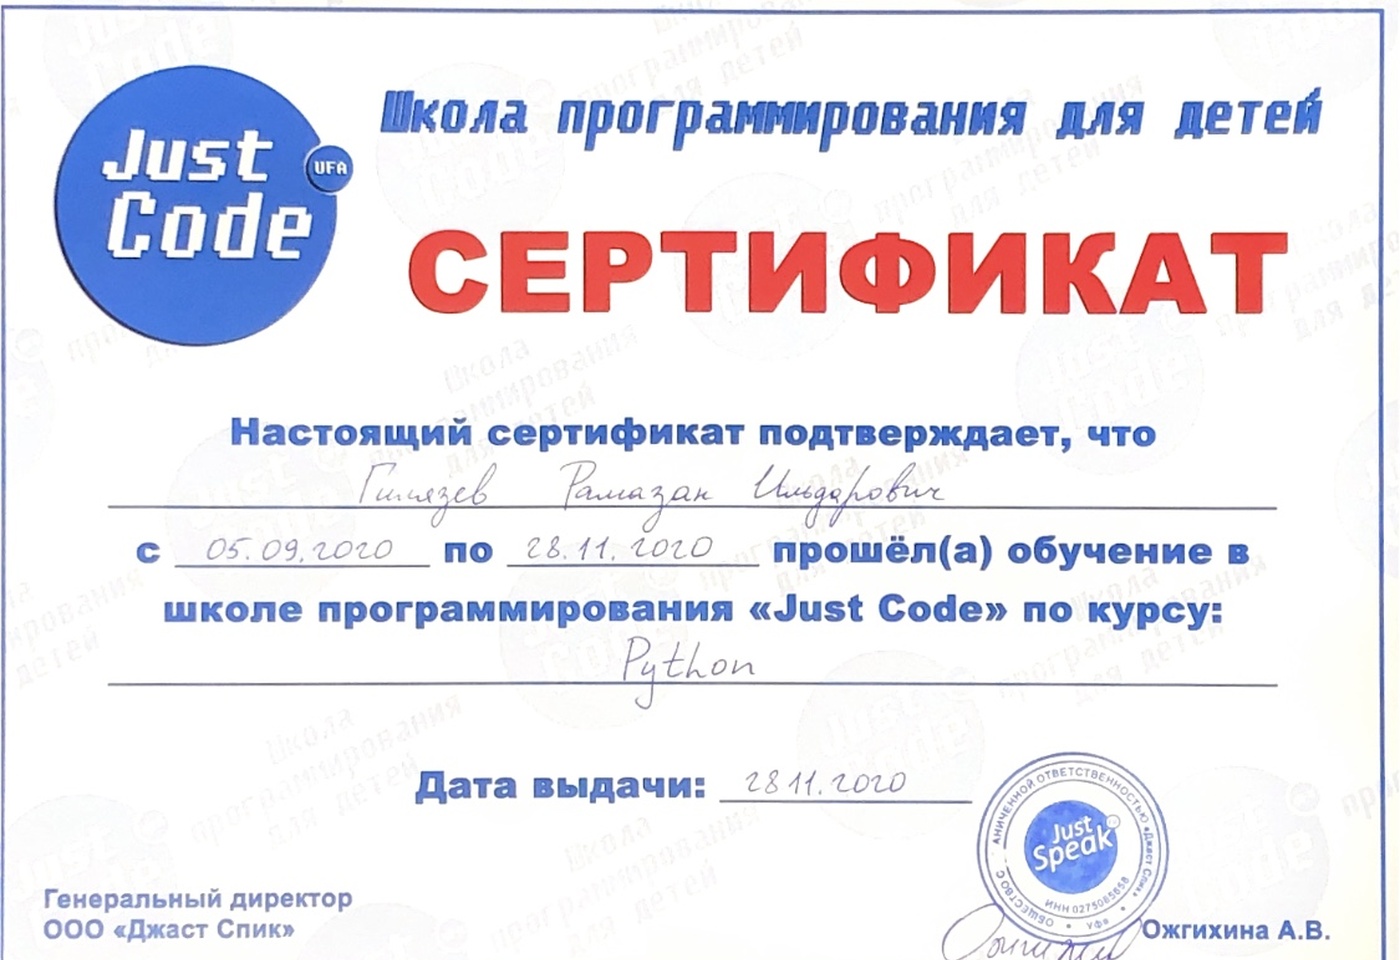 Just
Code
UFA
Школа программирования для детей
СЕРТИФИКАТ
Настоящий сертификат подтверждает, что
Гилязев Рамазан Ильдарович
с 05.09.2020 по 28.11.2020 прошёл(а) обучение в
школе программирования «Just Code» по курсу:
Python
Дата выдачи: 28.11.2020
Генеральный директор
ООО «Джаст Спик»
Just
Speak
АНИЧЕННОЙ ОТВЕТСТВЕННОСТЬЮ «Джаст Спик»
ОБЩЕСТВО С
ИНН 0275085658
Уфа
Ожгихина А.В.